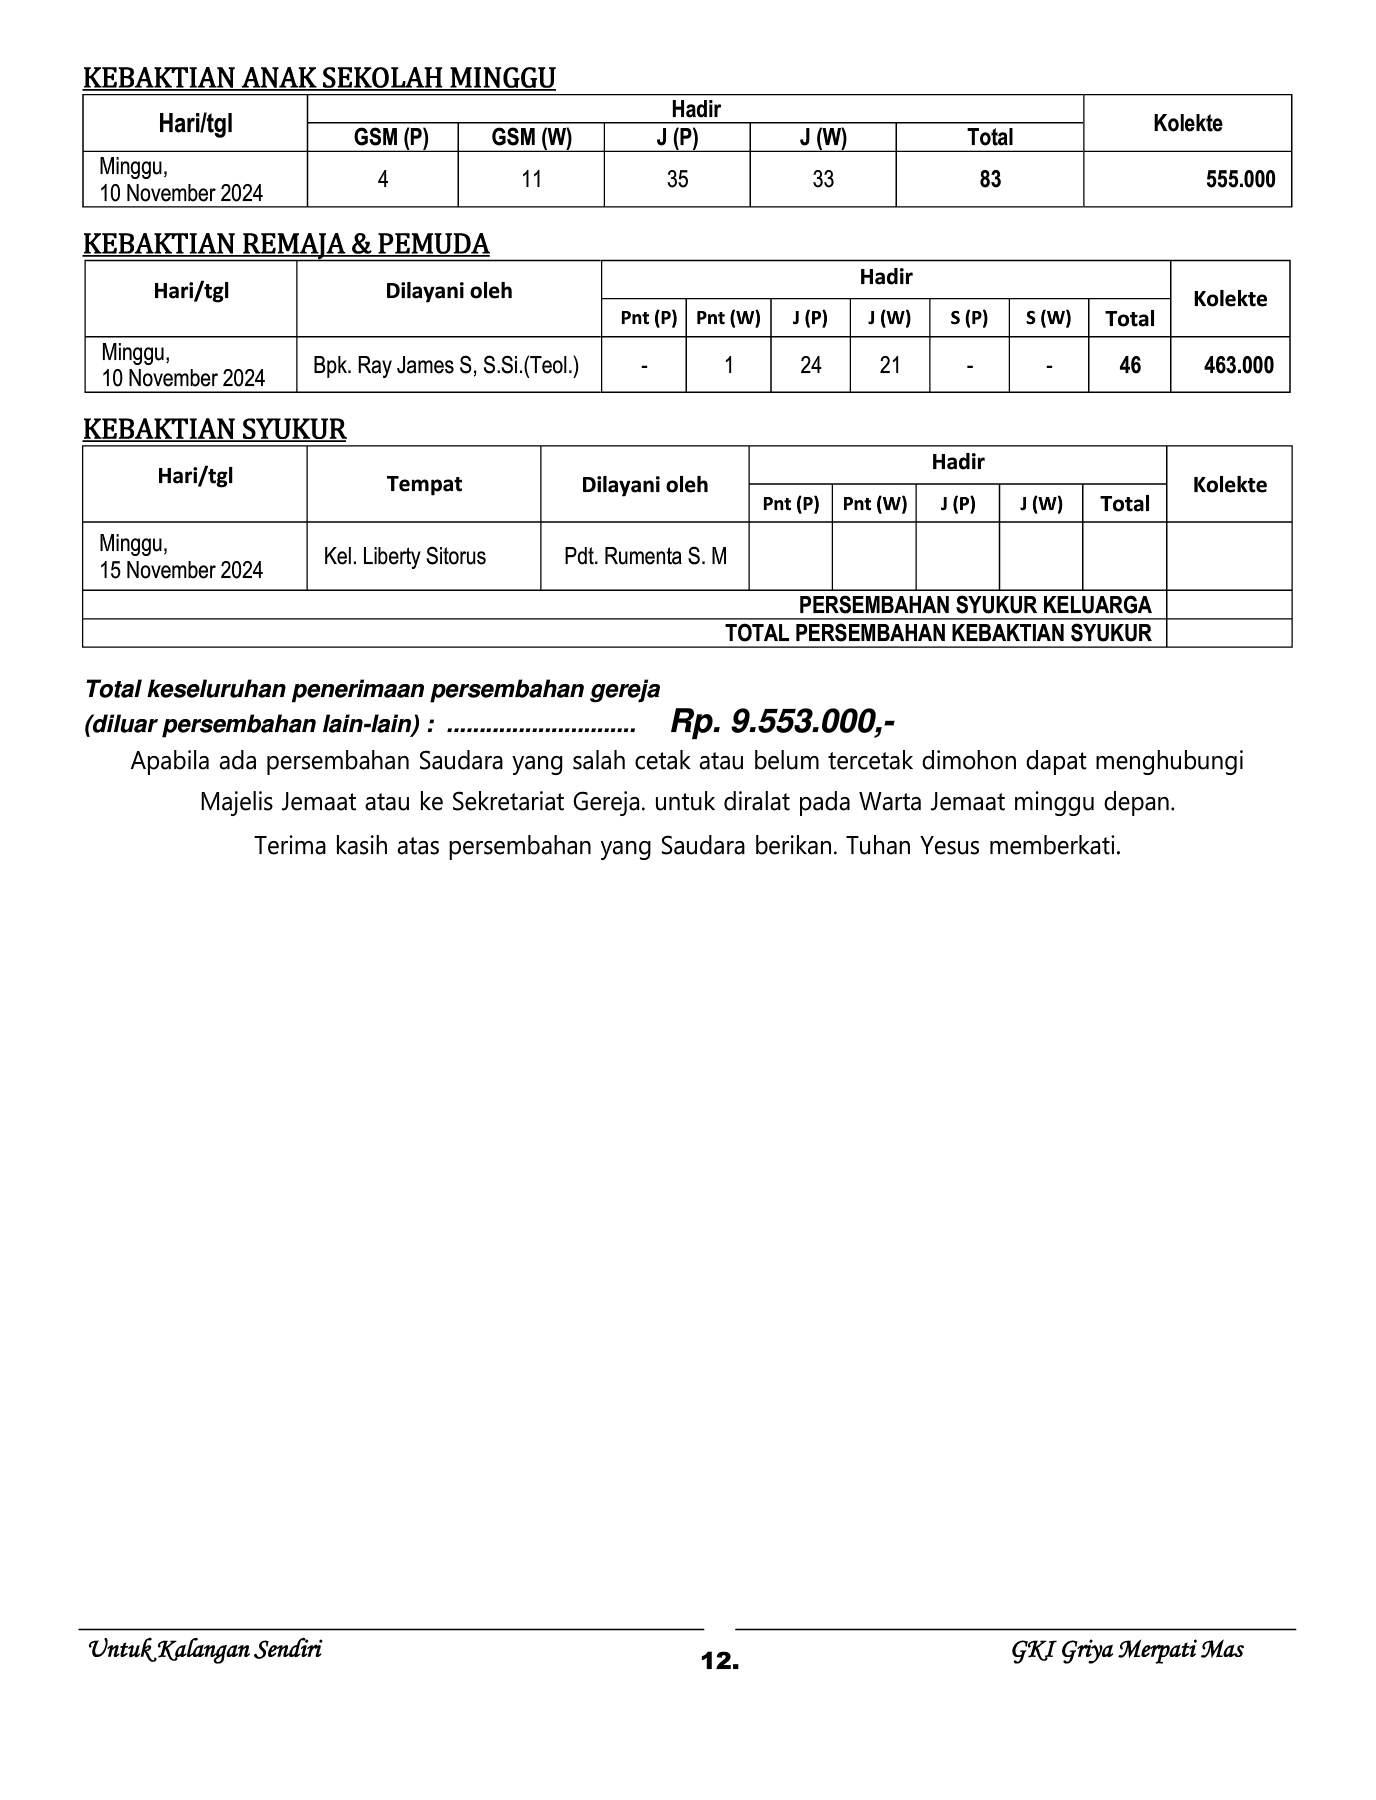 KEBAKTIAN ANAK SEKOLAH MINGGU
Hari/tgl Hadir Kolekte
GSM (P) GSM (W) J (P) J (W) Total
Minggu,
10 November 2024 4 11 35 33 83 555.000
KEBAKTIAN REMAJA & PEMUDA
Hari/tgl Dilayani oleh Hadir Kolekte
Pnt (P) Pnt (W) J (P) J (W) S (P) S (W) Total
Minggu,
10 November 2024 Bpk. Ray James S, S.Si.(Teol.) - 1 24 21 - - 46 463.000
KEBAKTIAN SYUKUR
Hari/tgl Tempat Dilayani oleh Hadir Kolekte
Pnt (P) Pnt (W) J (P) J (W) Total
Minggu,
15 November 2024 Kel. Liberty Sitorus Pdt. Rumenta S. M
PERSEMBAHAN SYUKUR KELUARGA
TOTAL PERSEMBAHAN KEBAKTIAN SYUKUR
Total keseluruhan penerimaan persembahan gereja
(diluar persembahan lain-lain) : ............................. Rp. 9.553.000,-
Apabila ada persembahan Saudara yang salah cetak atau belum tercetak dimohon dapat menghubungi
Majelis Jemaat atau ke Sekretariat Gereja. untuk diralat pada Warta Jemaat minggu depan.
Terima kasih atas persembahan yang Saudara berikan. Tuhan Yesus memberkati.
Untuk Kalangan Sendiri 12. GKI Griya Merpati Mas